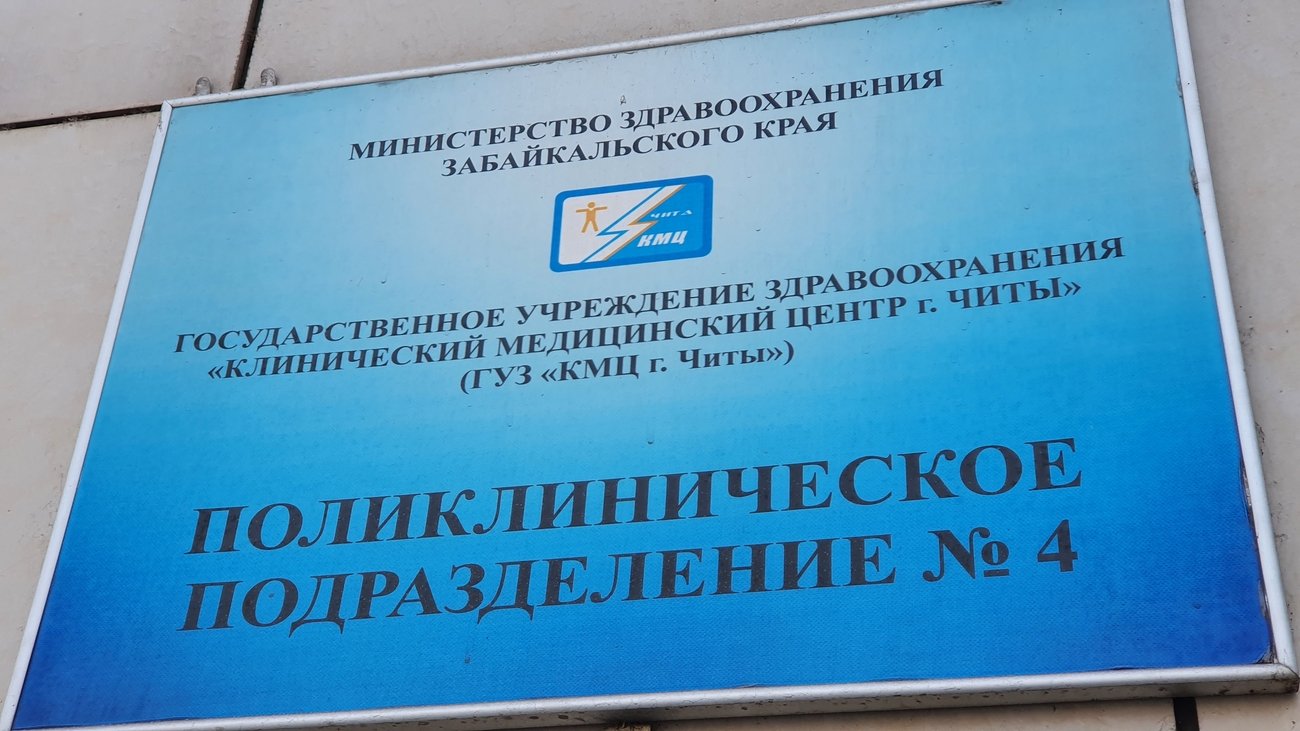 МИНИСТЕРСТВО ЗДРАВООХРАНЕНИЯ
ЗАБАЙКАЛЬСКОГО КРАЯ
ЧИТА
КМЦ
ГОСУДАРСТВЕННОЕ УЧРЕЖДЕНИЕ ЗДРАВООХРАНЕНИЯ
«КЛИНИЧЕСКИЙ МЕДИЦИНСКИЙ ЦЕНТР г. ЧИТЫ»
(ГУЗ «КМЦ г. Читы»)
ПОЛИКЛИНИЧЕСКОЕ
ПОДРАЗДЕЛЕНИЕ № 4